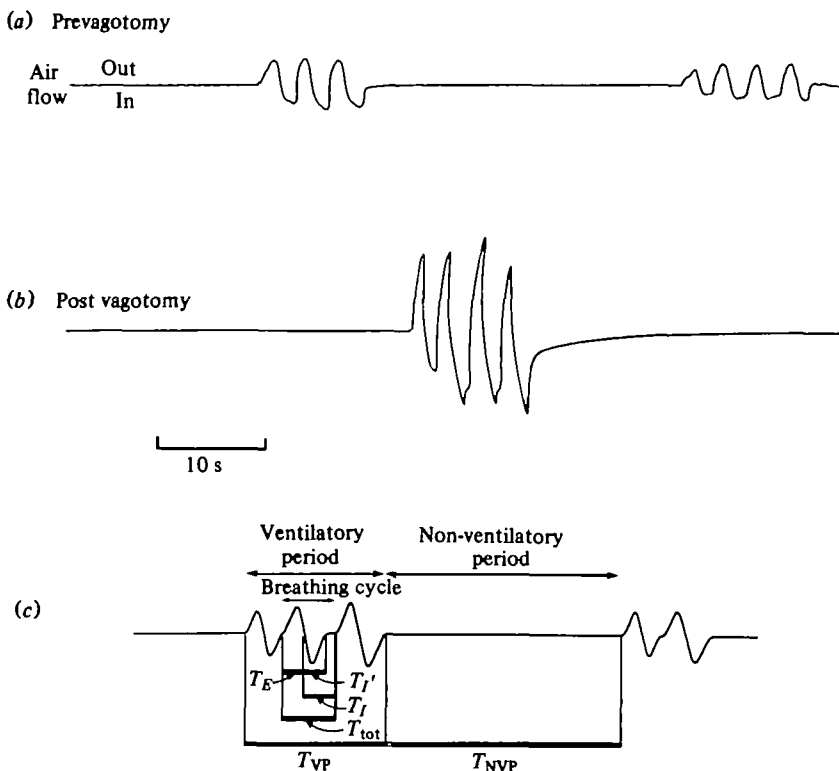 (a) Prevagotomy
Air Out
flow In
(b) Post vagotomy
10 s
Ventilatory Non-ventilatory
period period
Breathing cycle
(c)
T_E T_I'
T_I
T_tot
T_VP T_NVP